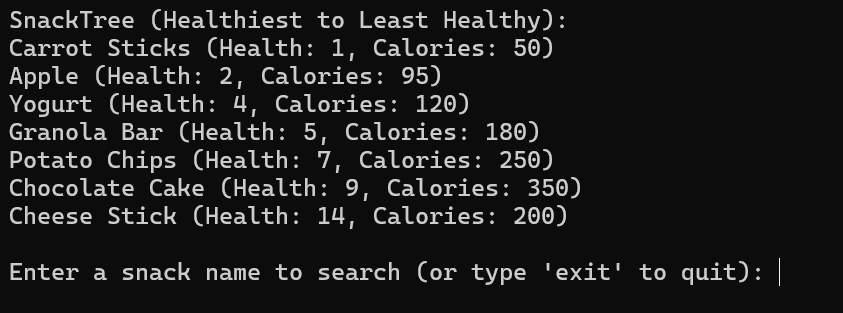 SnackTree (Healthiest to Least Healthy):
Carrot Sticks (Health: 1, Calories: 50)
Apple (Health: 2, Calories: 95)
Yogurt (Health: 4, Calories: 120)
Granola Bar (Health: 5, Calories: 180)
Potato Chips (Health: 7, Calories: 250)
Chocolate Cake (Health: 9, Calories: 350)
Cheese Stick (Health: 14, Calories: 200)
Enter a snack name to search (or type 'exit' to quit):